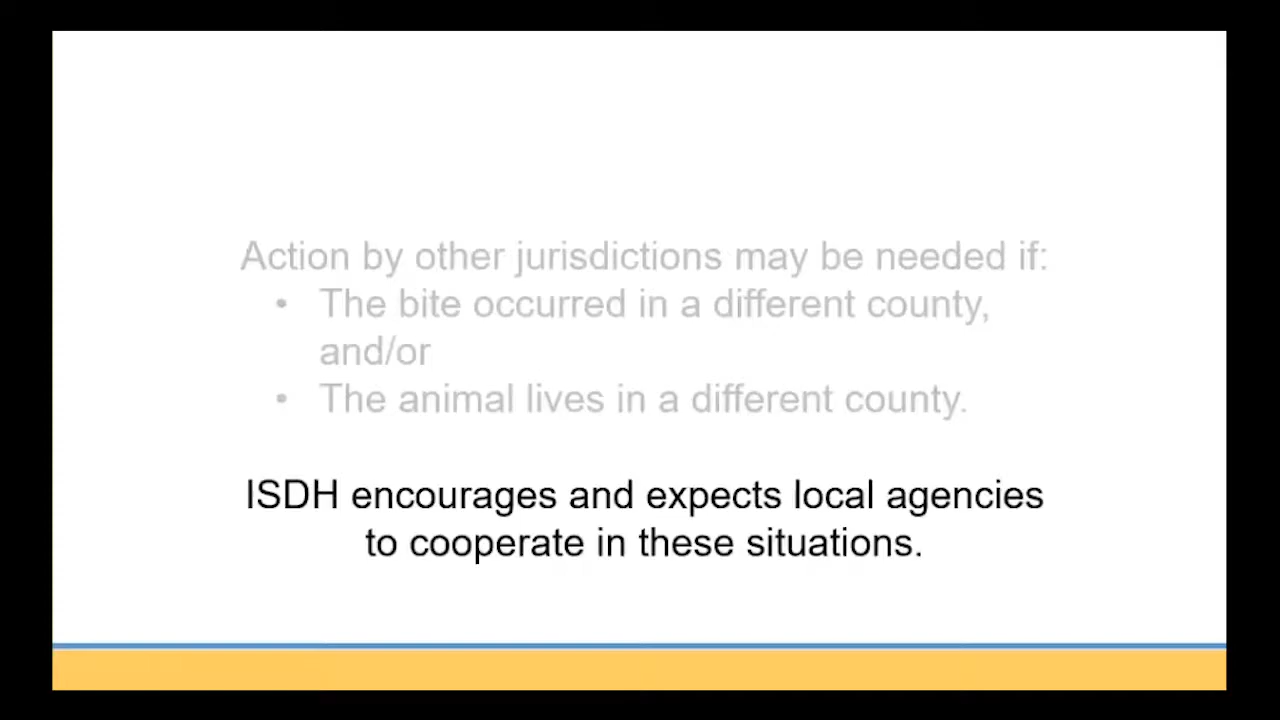 Action by other jurisdictions may be needed if:
• The bite occurred in a different county,
and/or
• The animal lives in a different county.
ISDH encourages and expects local agencies
to cooperate in these situations.